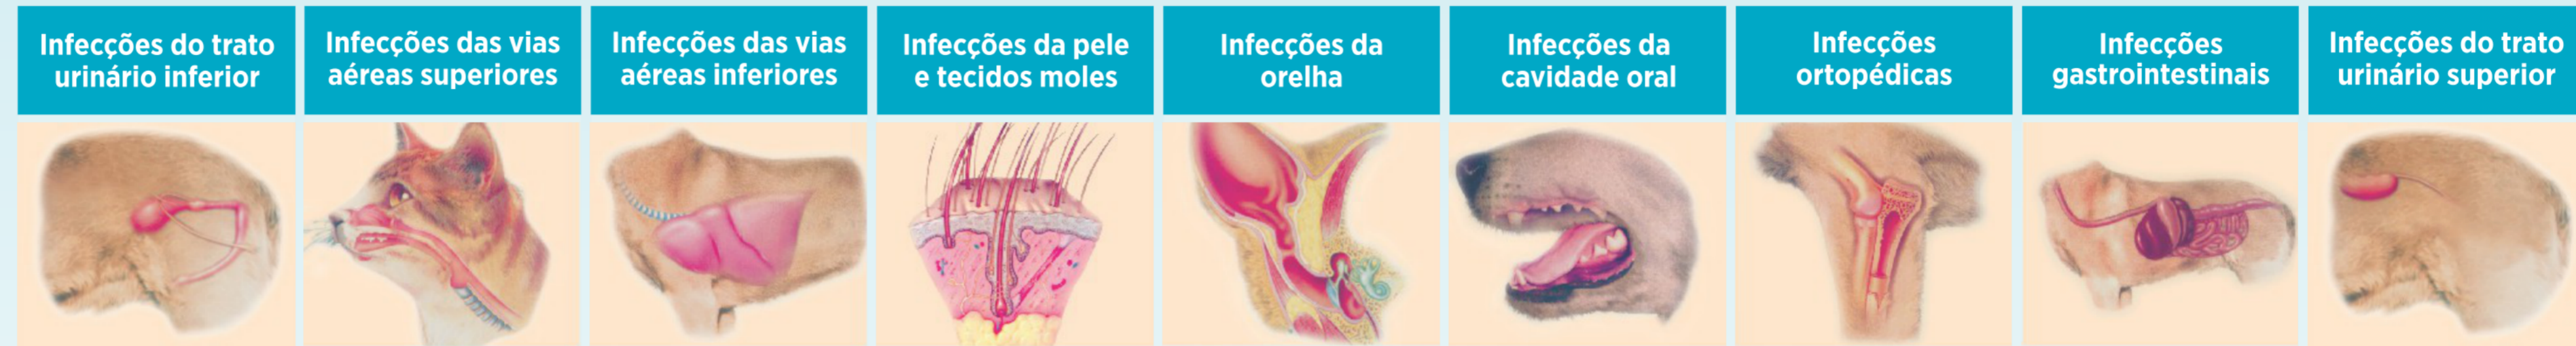 Infecções do trato
urinário inferior
Infecções das vias
aéreas superiores
Infecções das vias
aéreas inferiores
Infecções da pele
e tecidos moles
Infecções da
orelha
Infecções da
cavidade oral
Infecções
ortopédicas
Infecções
gastrointestinais
Infecções do trato
urinário superior